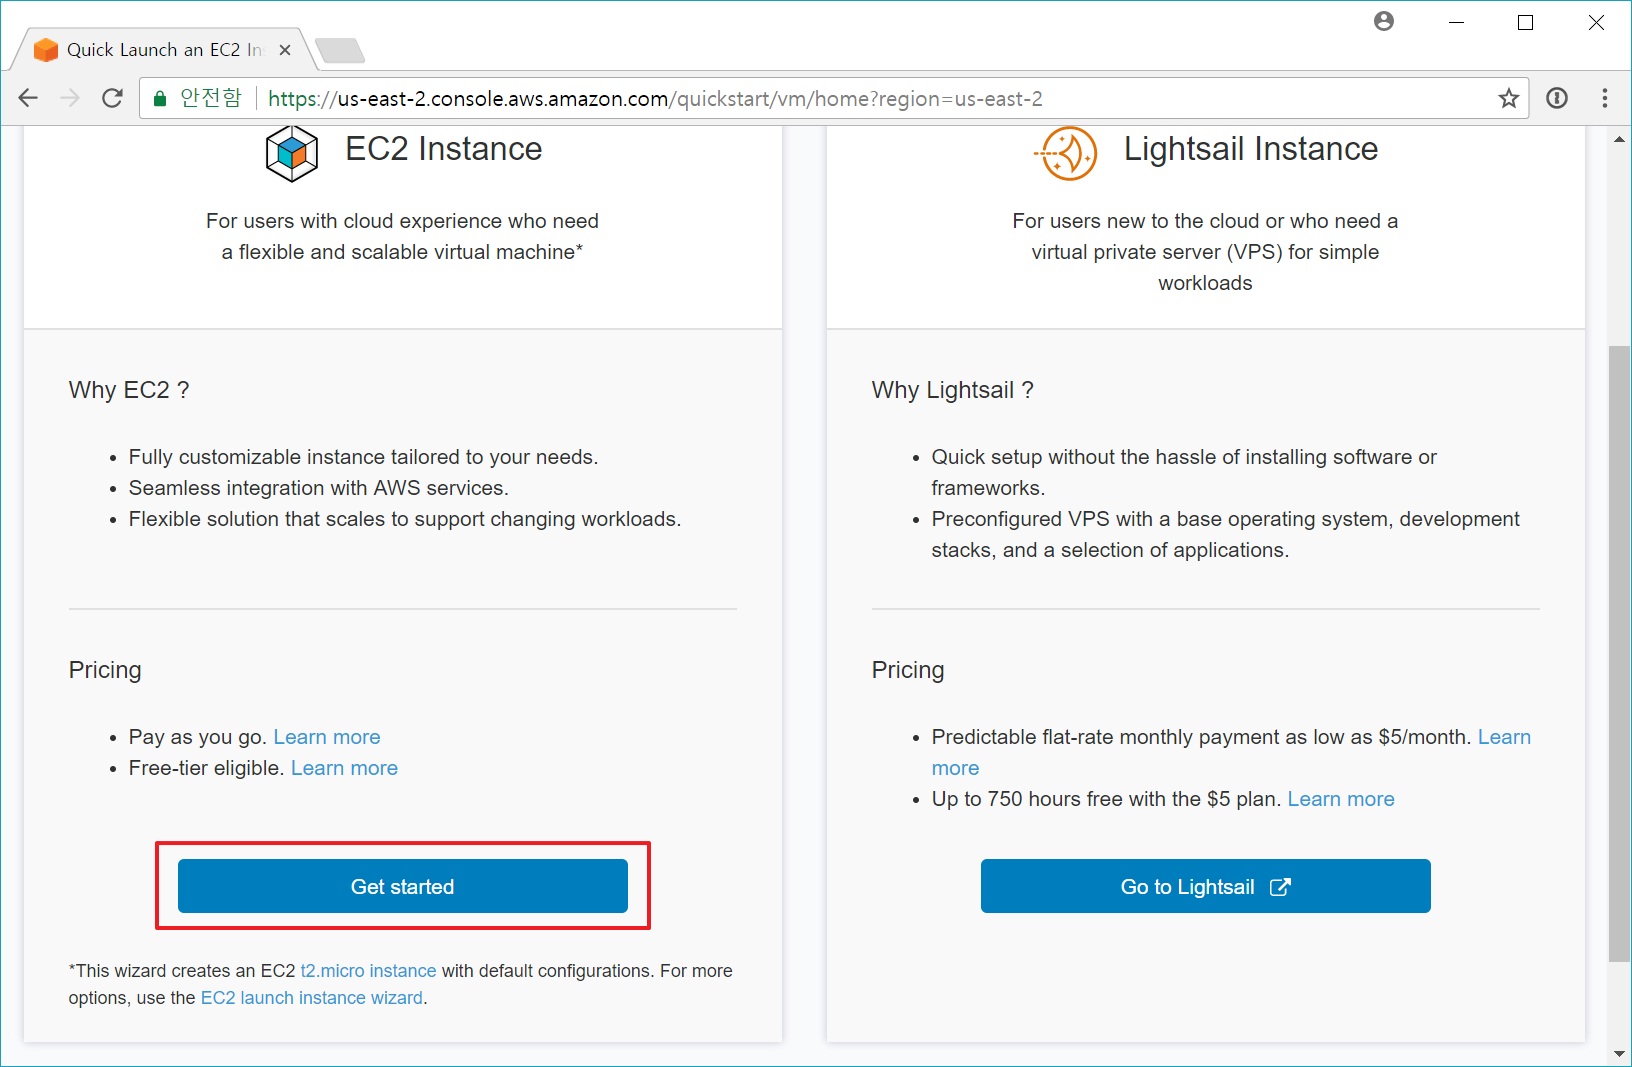 Quick Launch an EC2 In
안전함
https://us-east-2.console.aws.amazon.com/quickstart/vm/home?region=us-east-2
EC2 Instance
For users with cloud experience who need
a flexible and scalable virtual machine*
Why EC2 ?
Fully customizable instance tailored to your needs.
Seamless integration with AWS services.
Flexible solution that scales to support changing workloads.
Pricing
Pay as you go. Learn more
Free-tier eligible. Learn more
Get started
*This wizard creates an EC2 t2.micro instance with default configurations. For more
options, use the EC2 launch instance wizard.
Lightsail Instance
For users new to the cloud or who need a
virtual private server (VPS) for simple
workloads
Why Lightsail ?
Quick setup without the hassle of installing software or
frameworks.
Preconfigured VPS with a base operating system, development
stacks, and a selection of applications.
Pricing
Predictable flat-rate monthly payment as low as $5/month. Learn
more
Up to 750 hours free with the $5 plan. Learn more
Go to Lightsail